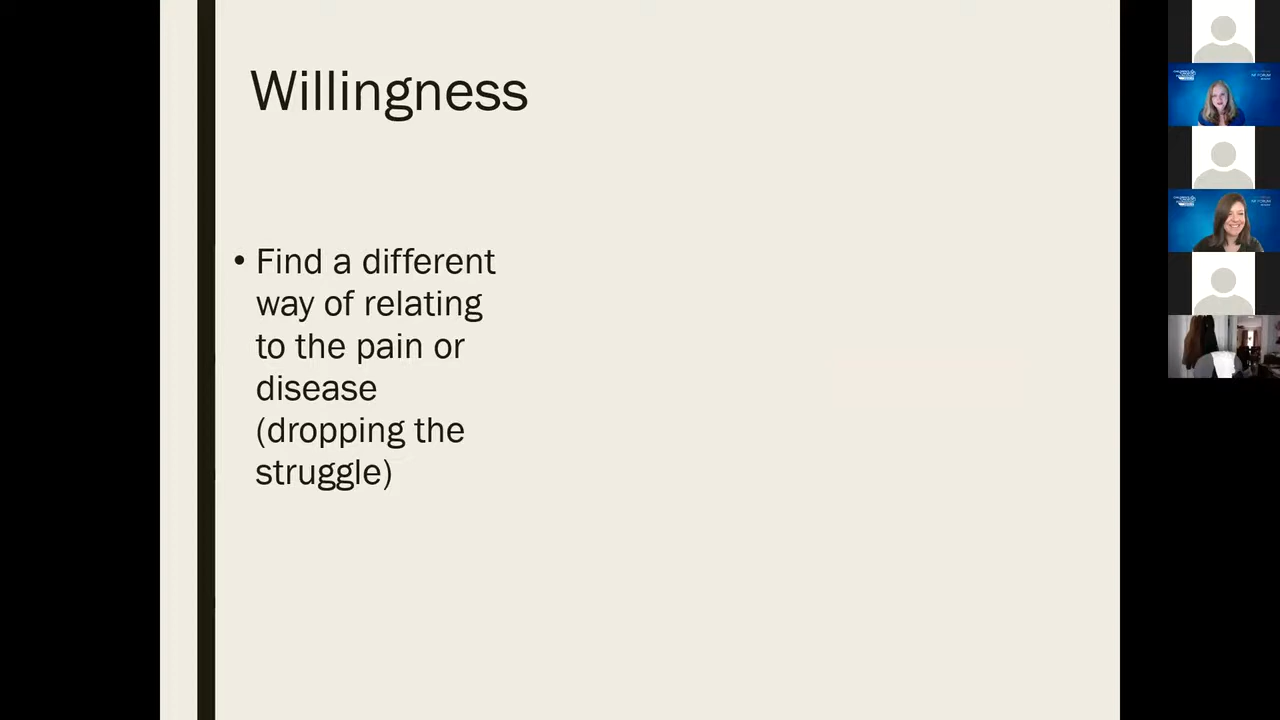 Willingness
• Find a different
way of relating
to the pain or
disease
(dropping the
struggle)